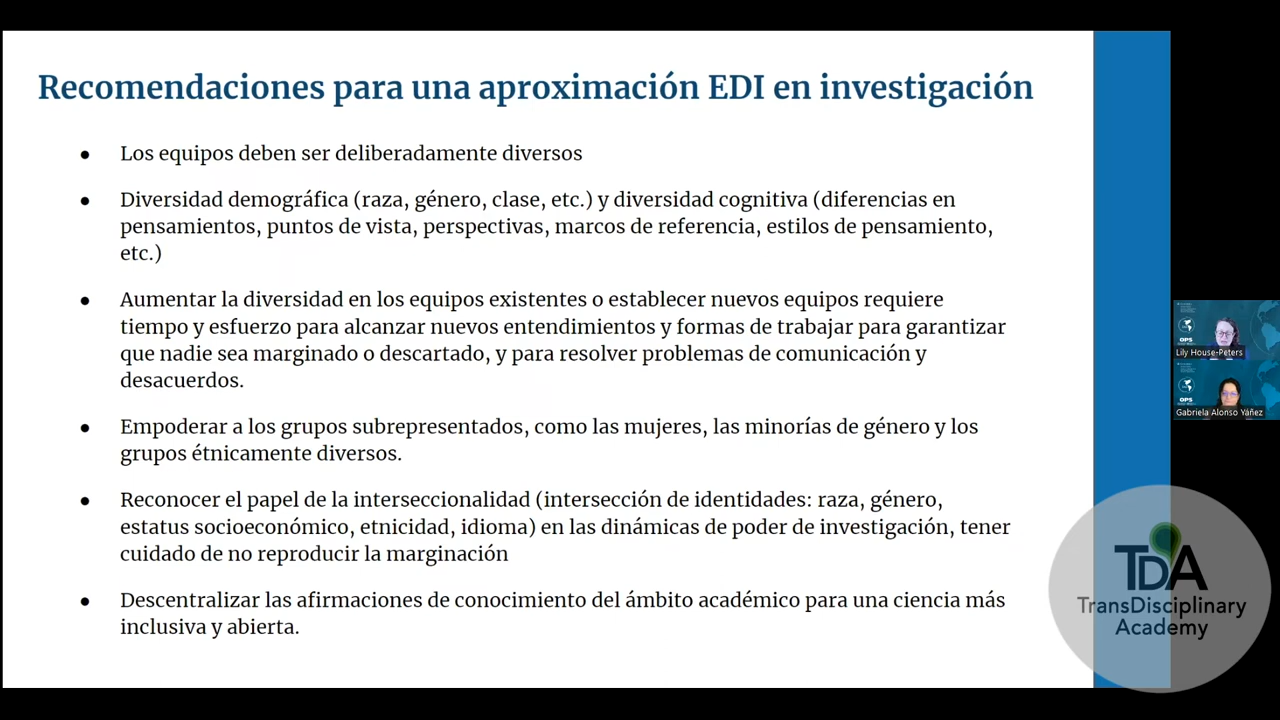 Recomendaciones para una aproximación EDI en investigación
● Los equipos deben ser deliberadamente diversos
● Diversidad demográfica (raza, género, clase, etc.) y diversidad cognitiva (diferencias en
pensamientos, puntos de vista, perspectivas, marcos de referencia, estilos de pensamiento,
etc.)
● Aumentar la diversidad en los equipos existentes o establecer nuevos equipos requiere
tiempo y esfuerzo para alcanzar nuevos entendimientos y formas de trabajar para garantizar
que nadie sea marginado o descartado, y para resolver problemas de comunicación y
desacuerdos.
● Empoderar a los grupos subrepresentados, como las mujeres, las minorías de género y los
grupos étnicamente diversos.
● Reconocer el papel de la interseccionalidad (intersección de identidades: raza, género,
estatus socioeconómico, etnicidad, idioma) en las dinámicas de poder de investigación, tener
cuidado de no reproducir la marginación
● Descentralizar las afirmaciones de conocimiento del ámbito académico para una ciencia más
inclusiva y abierta.
OPS
Lily House-Peters
OPS
Gabriela Alonso Yáñez
TDA
TransDisciplinary
Academy